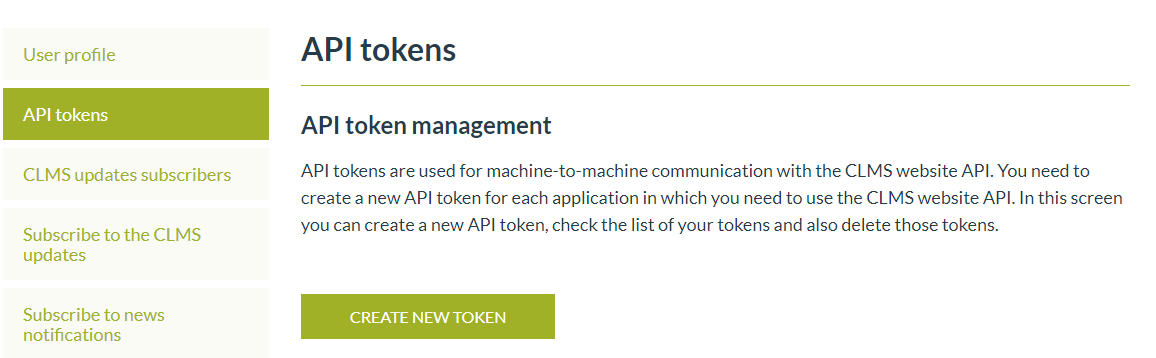 User profile
API tokens
CLMS updates subscribers
Subscribe to the CLMS
updates
Subscribe to news
notifications
API tokens
API token management
API tokens are used for machine-to-machine communication with the CLMS website API. You need to
create a new API token for each application in which you need to use the CLMS website API. In this screen
you can create a new API token, check the list of your tokens and also delete those tokens.
CREATE NEW TOKEN